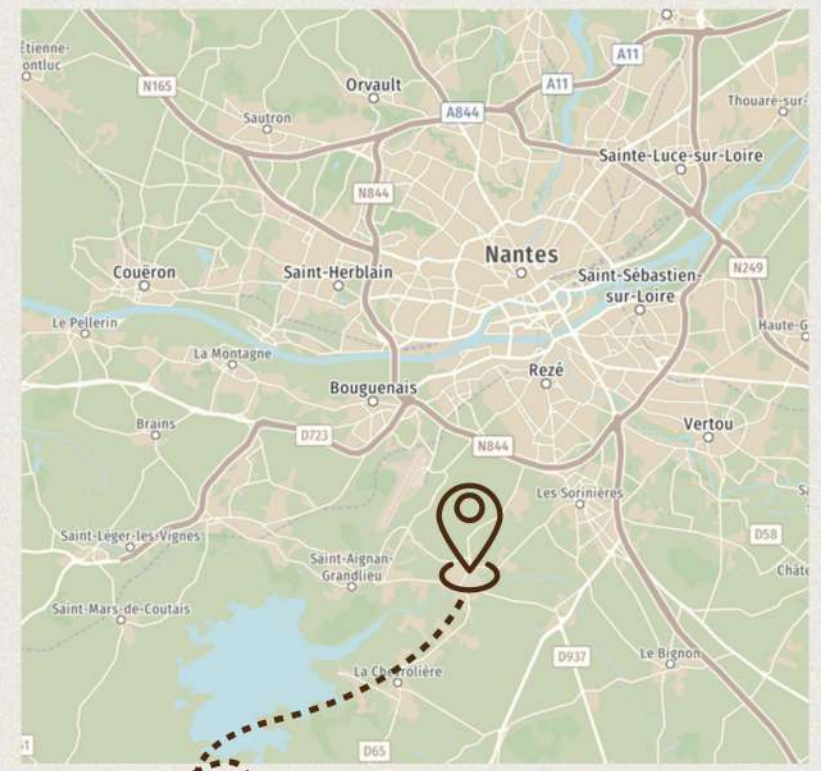 Étienne-
ontluc
N165
Orvault
A11
A11
A844
Sautron
Thouaré-sur-
Sainte-Luce-sur-Loire
N844
Nantes
Couëron
Saint-Herblain
Saint-Sébastien-
sur-Loire
N249
Le Pellerin
Haute-G
La Montagne
Rezé
Bouguenais
Brains
D723
N844
Vertou
Les Sorinières
Saint-Léger-les-Vignes
D58
Saint-Aignan-
Grandlieu
Châte
Saint-Mars-de-Coutais
D937
Le Bignon
La Chevrolière
D65